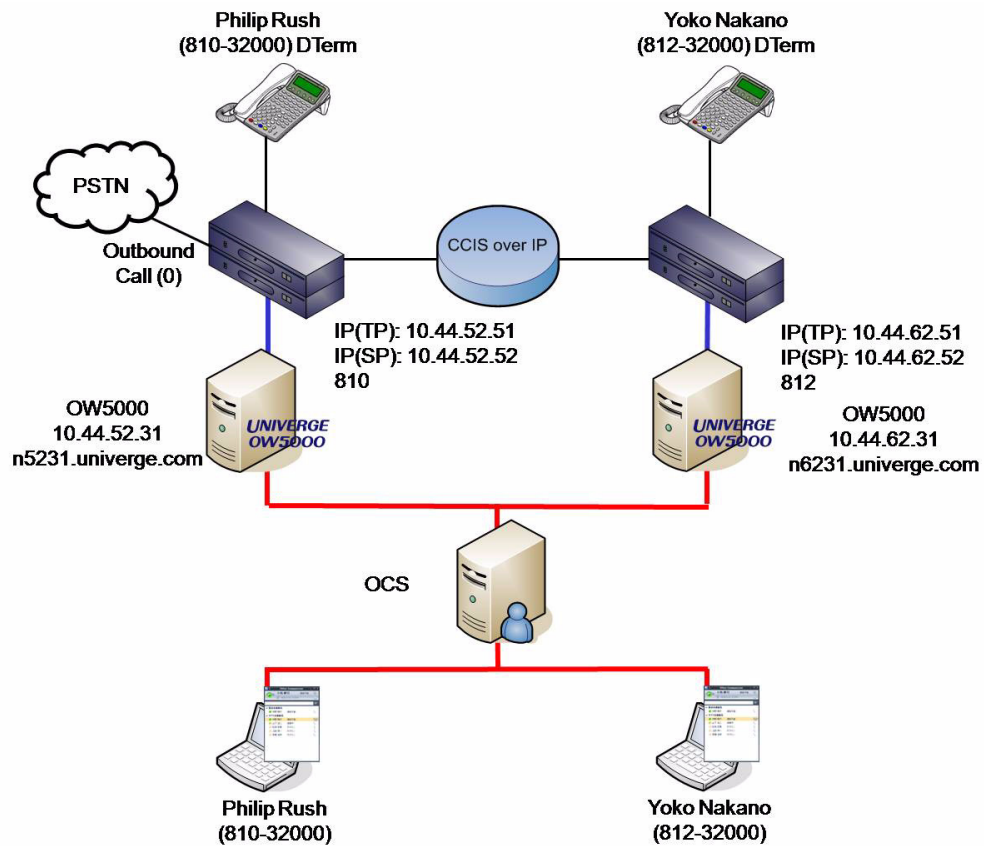 Philip Rush
(810-32000) DTerm
Yoko Nakano
(812-32000) DTerm
PSTN
Outbound
Call (0)
CCIS over IP
IP(TP): 10.44.52.51
IP(SP): 10.44.52.52
810
IP(TP): 10.44.62.51
IP(SP): 10.44.62.52
812
OW5000
10.44.52.31
n5231.univerge.com
UNIVERGE
OW5000
UNIVERGE
OW5000
OW5000
10.44.62.31
n6231.univerge.com
OCS
Philip Rush
(810-32000)
Yoko Nakano
(812-32000)